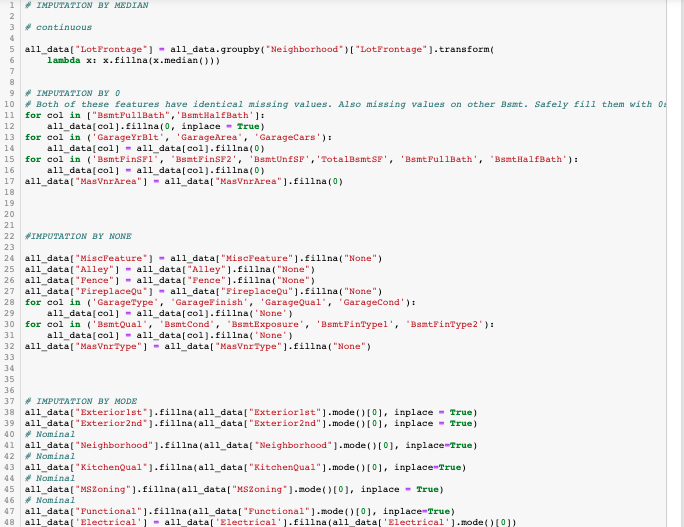 1 # IMPUTATION BY MEDIAN
2
3 # continuous
4
5 all_data["LotFrontage"] = all_data.groupby("Neighborhood")["LotFrontage"].transform(
6     lambda x: x.fillna(x.median()))
7
8
9 # IMPUTATION BY 0
10 # Both of these features have identical missing values. Also missing values on other Bsmt. Safely fill them with 0s
11 for col in ["BsmtFullBath",'BsmtHalfBath']:
12     all_data[col].fillna(0, inplace = True)
13 for col in ('GarageYrBlt', 'GarageArea', 'GarageCars'):
14     all_data[col] = all_data[col].fillna(0)
15 for col in ('BsmtFinSF1', 'BsmtFinSF2', 'BsmtUnfSF','TotalBsmtSF', 'BsmtFullBath', 'BsmtHalfBath'):
16     all_data[col] = all_data[col].fillna(0)
17 all_data["MasVnrArea"] = all_data["MasVnrArea"].fillna(0)
18
19
20
21
22 #IMPUTATION BY NONE
23
24 all_data["MiscFeature"] = all_data["MiscFeature"].fillna("None")
25 all_data["Alley"] = all_data["Alley"].fillna("None")
26 all_data["Fence"] = all_data["Fence"].fillna("None")
27 all_data["FireplaceQu"] = all_data["FireplaceQu"].fillna("None")
28 for col in ('GarageType', 'GarageFinish', 'GarageQual', 'GarageCond'):
29     all_data[col] = all_data[col].fillna('None')
30 for col in ('BsmtQual', 'BsmtCond', 'BsmtExposure', 'BsmtFinType1', 'BsmtFinType2'):
31     all_data[col] = all_data[col].fillna('None')
32 all_data["MasVnrType"] = all_data["MasVnrType"].fillna("None")
33
34
35
36
37 # IMPUTATION BY MODE
38 all_data["Exterior1st"].fillna(all_data["Exterior1st"].mode()[0], inplace = True)
39 all_data["Exterior2nd"].fillna(all_data["Exterior2nd"].mode()[0], inplace = True)
40 # Nominal
41 all_data["Neighborhood"].fillna(all_data["Neighborhood"].mode()[0], inplace=True)
42 # Nominal
43 all_data["KitchenQual"].fillna(all_data["KitchenQual"].mode()[0], inplace=True)
44 # Nominal
45 all_data["MSZoning"].fillna(all_data["MSZoning"].mode()[0], inplace = True)
46 # Nominal
47 all_data["Functional"].fillna(all_data["Functional"].mode()[0], inplace=True)
48 all_data['Electrical'] = all_data['Electrical'].fillna(all_data['Electrical'].mode()[0])